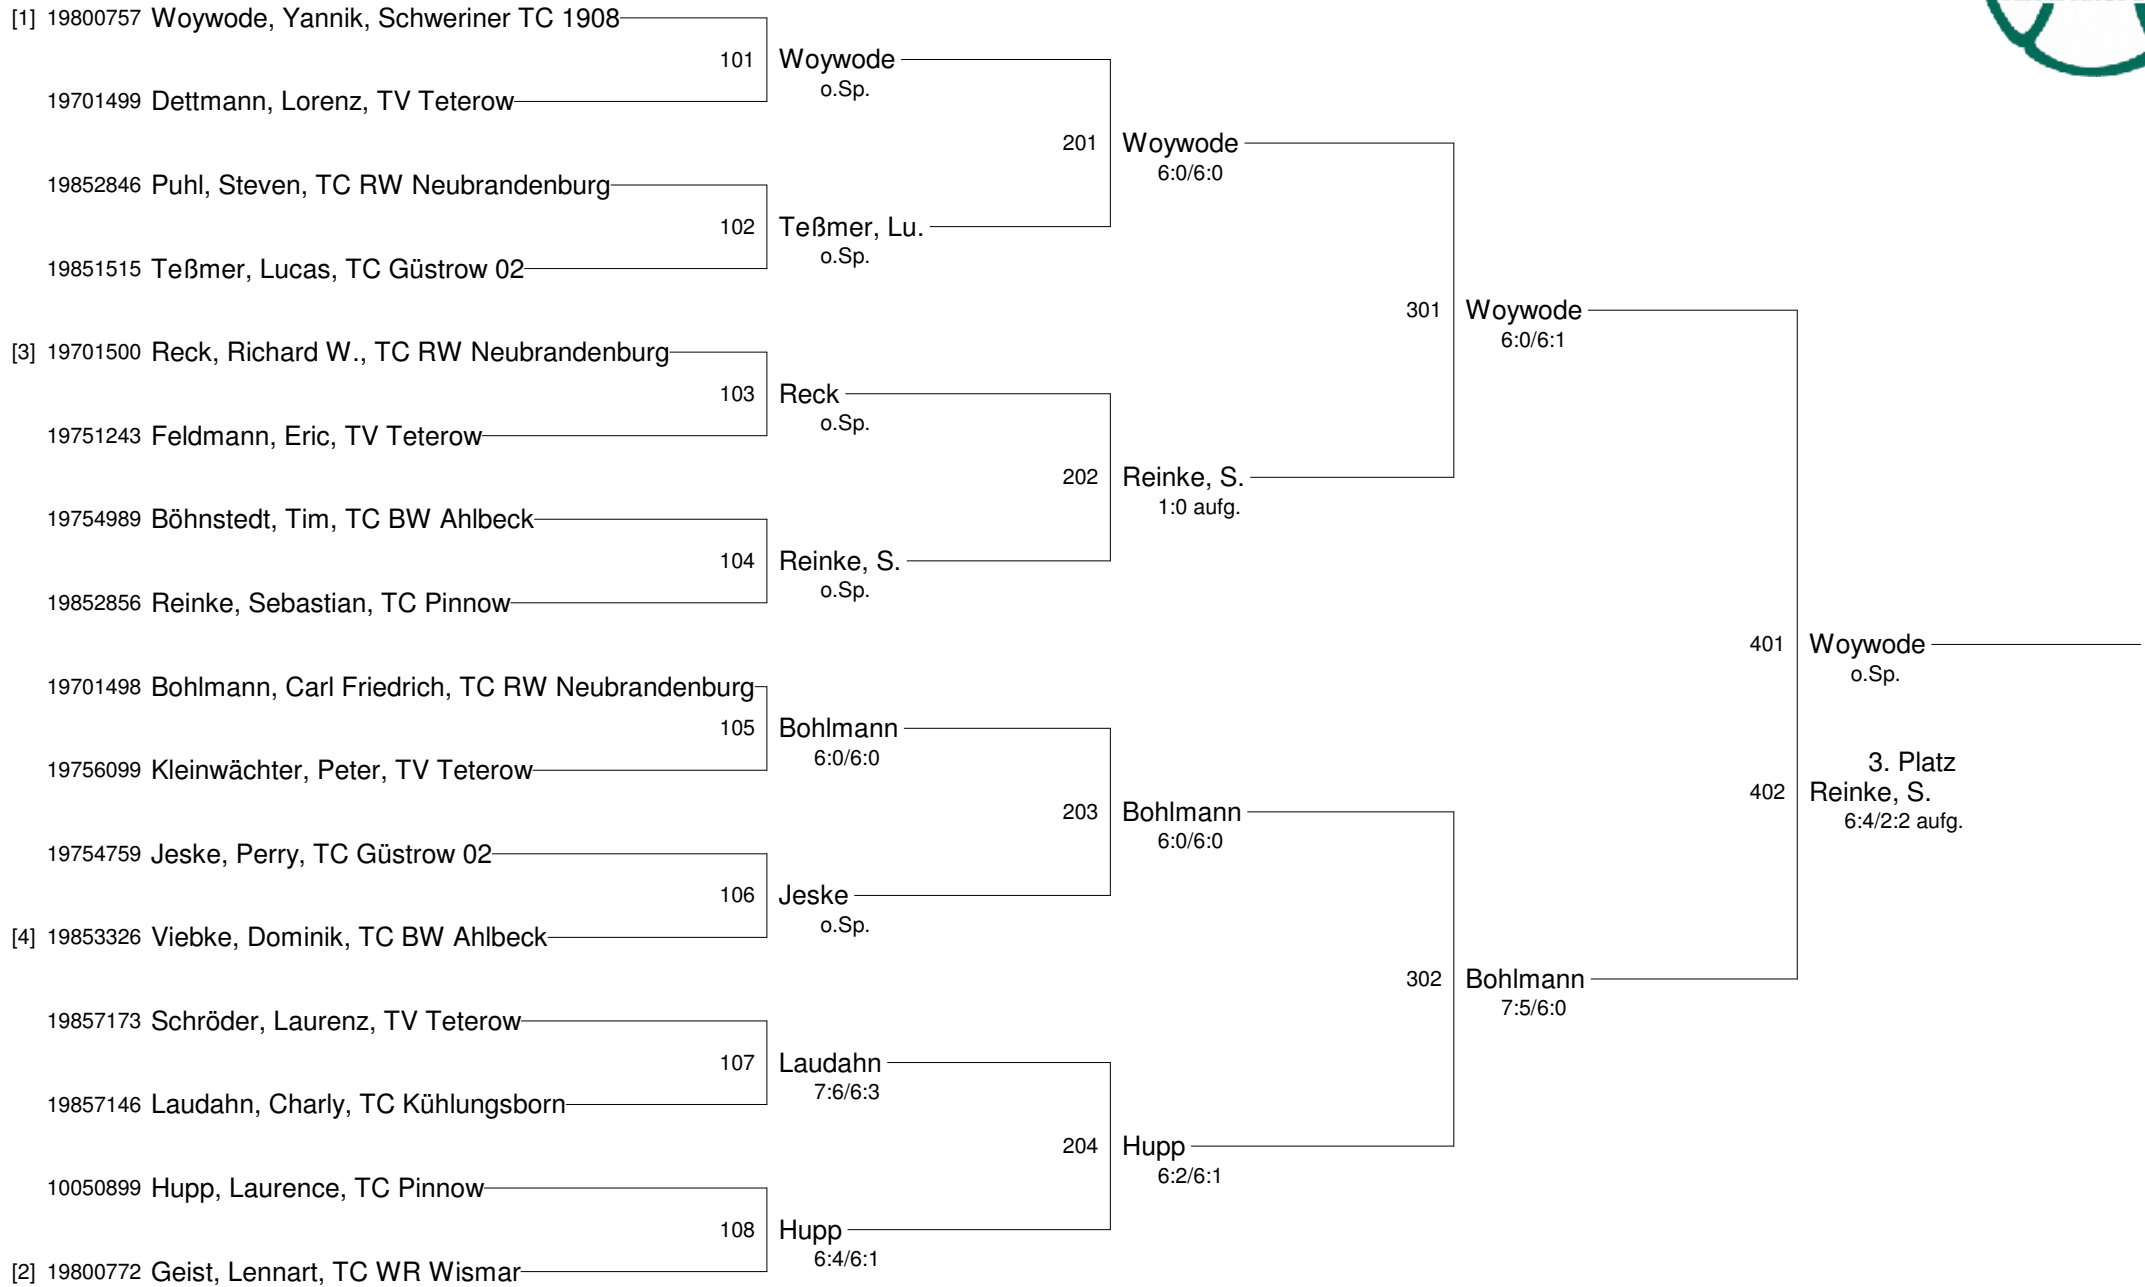 [1] 19800757 Woywode, Yannik, Schweriner TC 1908
101 Woywode
o.Sp.
19701499 Dettmann, Lorenz, TV Teterow
201 Woywode
6:0/6:0
19852846 Puhl, Steven, TC RW Neubrandenburg
102 Teßmer, Lu.
o.Sp.
19851515 Teßmer, Lucas, TC Güstrow 02
301 Woywode
6:0/6:1
[3] 19701500 Reck, Richard W., TC RW Neubrandenburg
103 Reck
o.Sp.
19751243 Feldmann, Eric, TV Teterow
202 Reinke, S.
1:0 aufg.
19754989 Böhnstedt, Tim, TC BW Ahlbeck
104 Reinke, S.
o.Sp.
19852856 Reinke, Sebastian, TC Pinnow
401 Woywode
o.Sp.
19701498 Bohlmann, Carl Friedrich, TC RW Neubrandenburg
105 Bohlmann
6:0/6:0
3. Platz
19756099 Kleinwächter, Peter, TV Teterow
402 Reinke, S.
6:4/2:2 aufg.
203 Bohlmann
6:0/6:0
19754759 Jeske, Perry, TC Güstrow 02
106 Jeske
o.Sp.
[4] 19853326 Viebke, Dominik, TC BW Ahlbeck
302 Bohlmann
7:5/6:0
19857173 Schröder, Laurenz, TV Teterow
107 Laudahn
7:6/6:3
19857146 Laudahn, Charly, TC Kühlungsborn
204 Hupp
6:2/6:1
10050899 Hupp, Laurence, TC Pinnow
108 Hupp
6:4/6:1
[2] 19800772 Geist, Lennart, TC WR Wismar